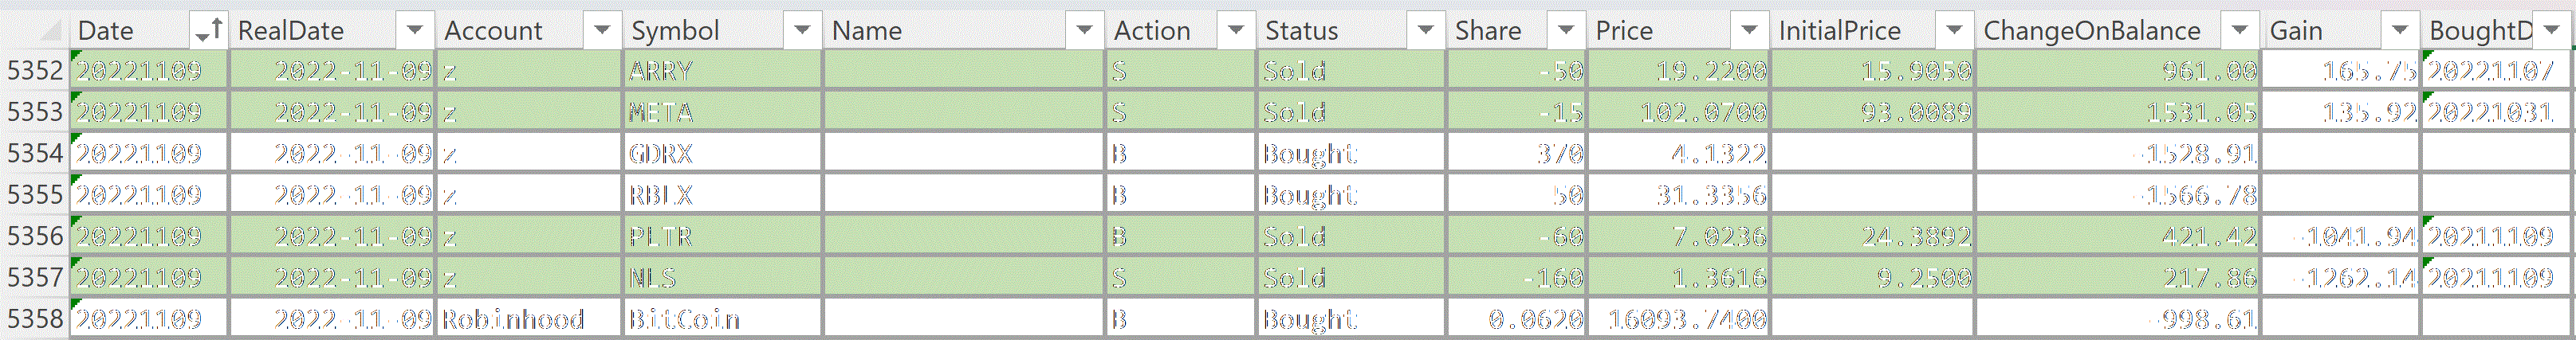 Date RealDate Account Symbol Name Action Status Share Price InitialPrice ChangeOnBalance Gain BoughtD
5352 20221109 2022-11-09 z ARRY S Sold -50 19.2200 15.9050 961.00 165.75 20221107
5353 20221109 2022-11-09 z META S Sold -15 102.0700 93.0089 1531.05 135.92 20221031
5354 20221109 2022-11-09 z GDRX B Bought 370 4.1322 -1528.91
5355 20221109 2022-11-09 z RBLX B Bought 50 31.3356 -1566.78
5356 20221109 2022-11-09 z PLTR B Sold -60 7.0236 24.3892 421.42 -1041.94 20211109
5357 20221109 2022-11-09 z NLS S Sold -160 1.3616 9.2500 217.86 -1262.14 20211109
5358 20221109 2022-11-09 Robinhood BitCoin B Bought 0.0620 16093.7400 -998.61